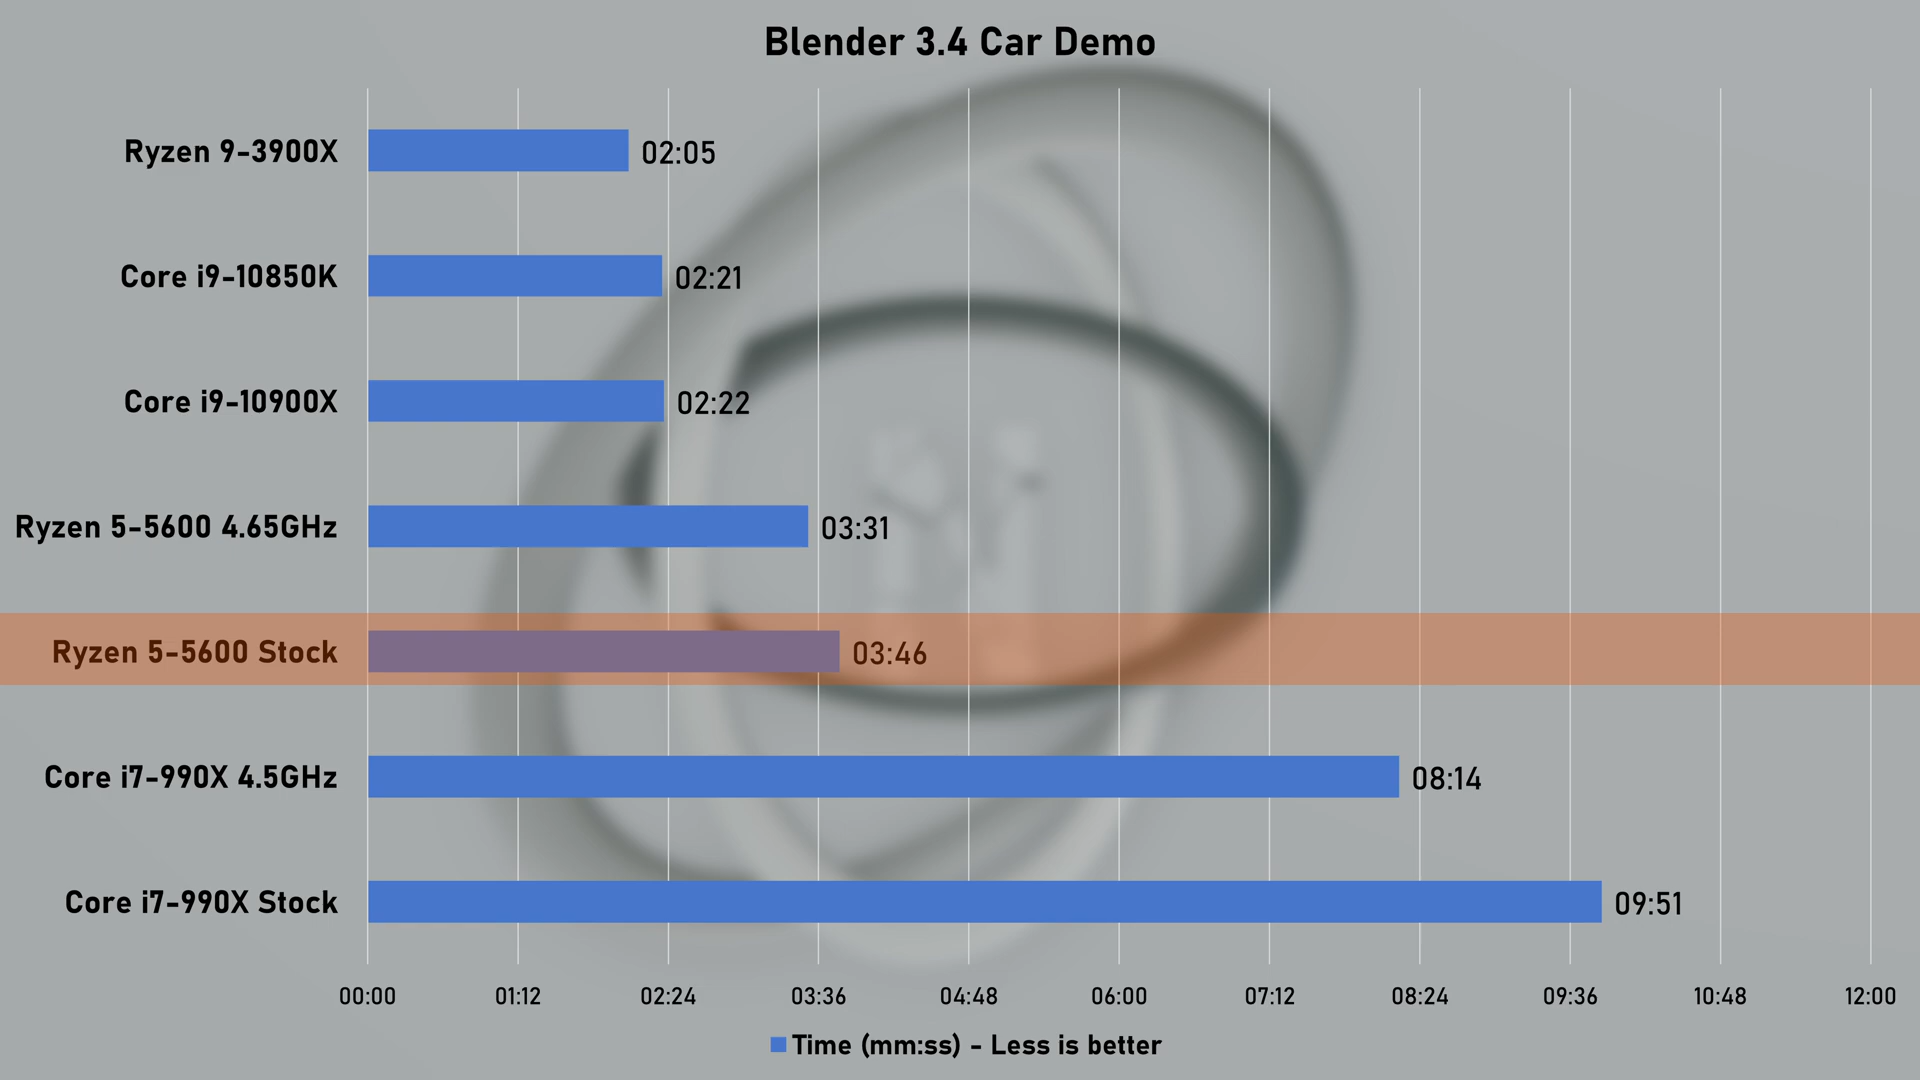 Blender 3.4 Car Demo
Ryzen 9-3900X 02:05
Core i9-10850K 02:21
Core i9-10900X 02:22
Ryzen 5-5600 4.65GHz 03:31
Ryzen 5-5600 Stock 03:46
Core i7-990X 4.5GHz 08:14
Core i7-990X Stock 09:51
00:00 01:12 02:24 03:36 04:48 06:00 07:12 08:24 09:36 10:48 12:00
Time (mm:ss) - Less is better